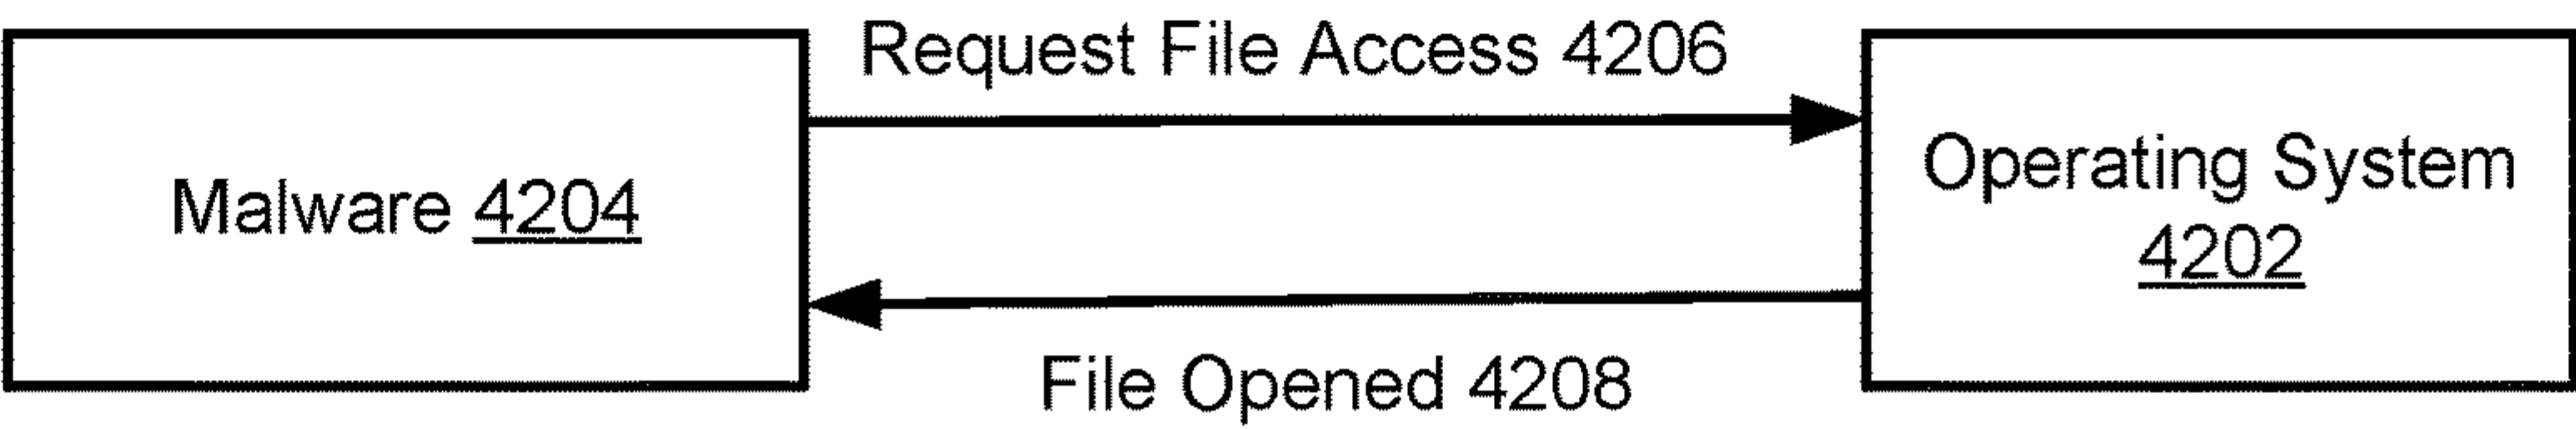 Request File Access 4206
Malware 4204
Operating System
4202
File Opened 4208